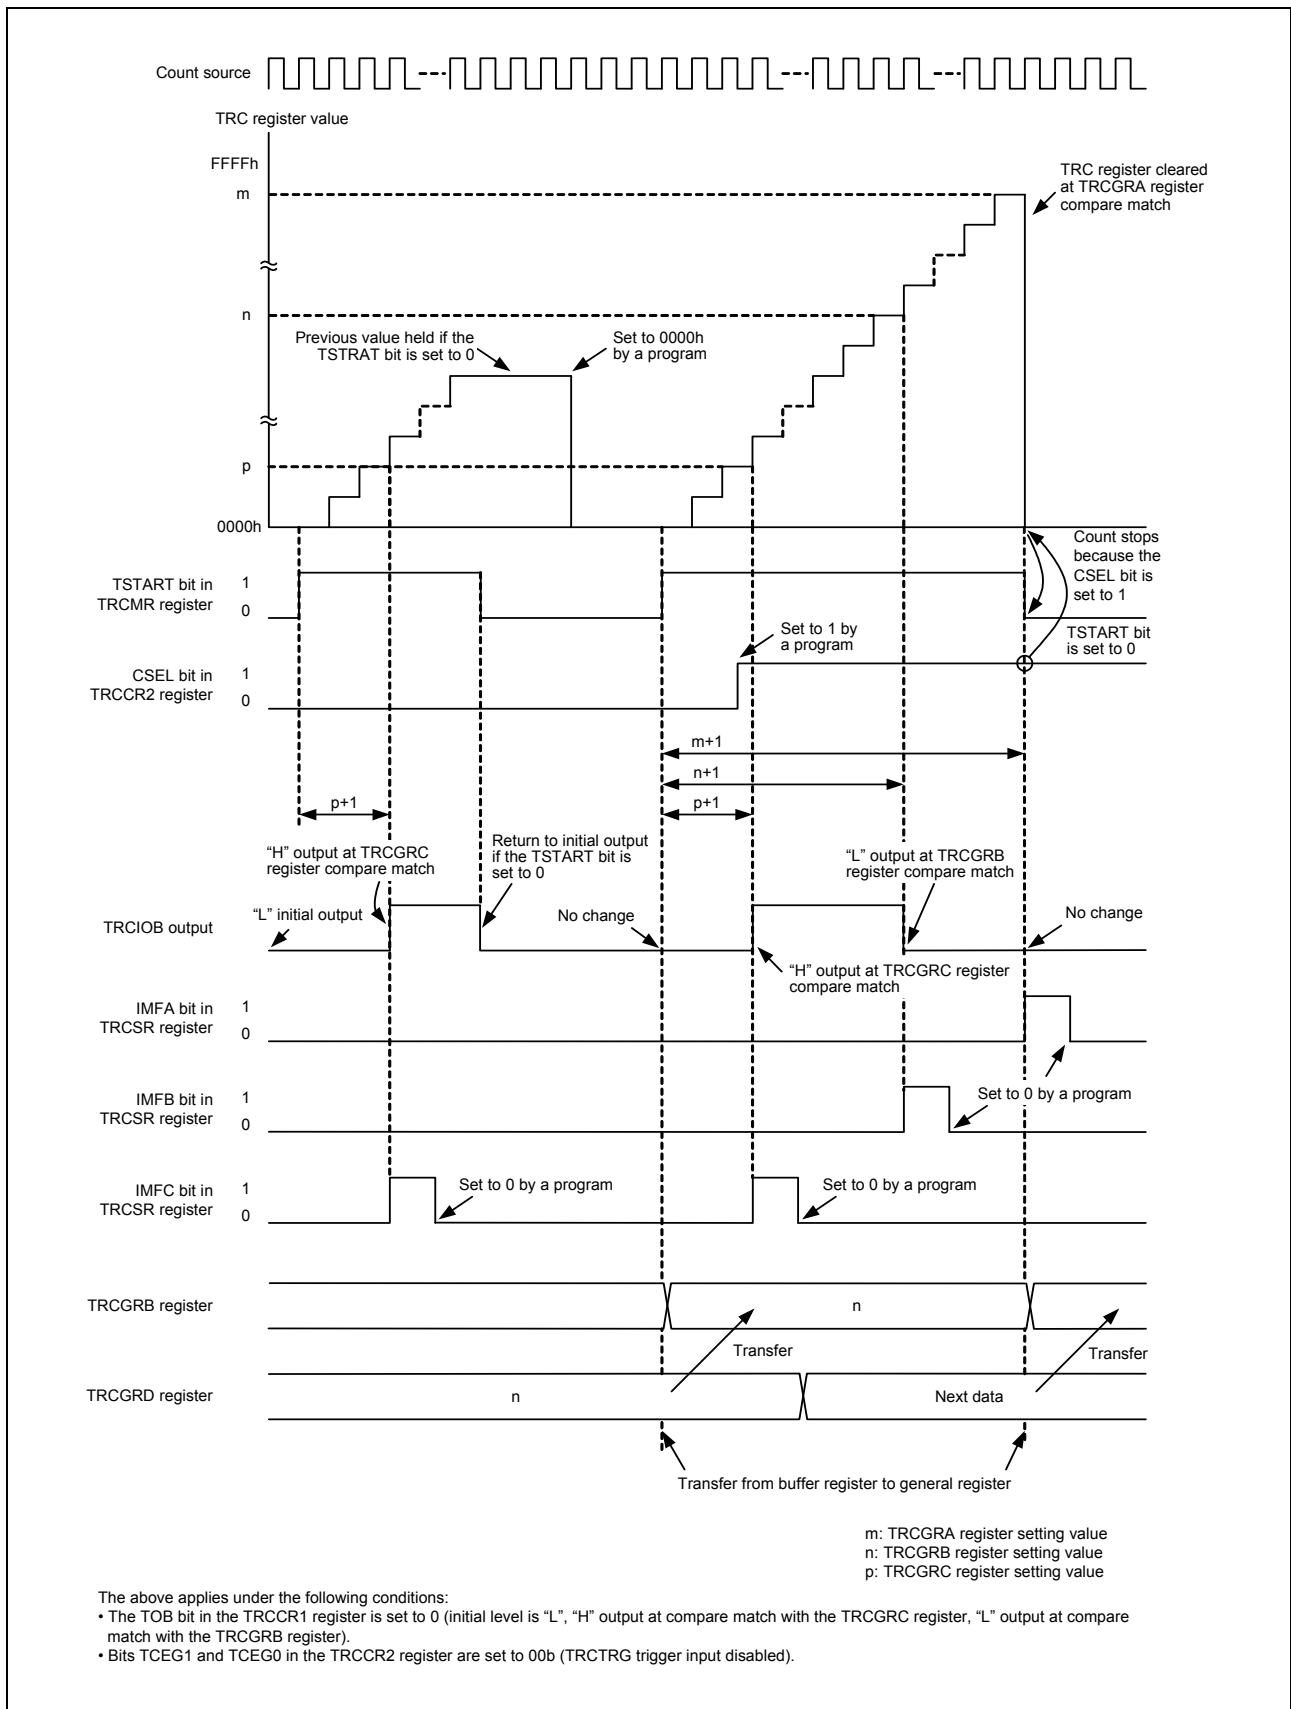 Count source
TRC register value
FFFFh
m
TRC register cleared
at TRCGRA register
compare match
n
Previous value held if the
TSTRAT bit is set to 0
Set to 0000h
by a program
p
0000h
Count stops
because the
CSEL bit is
set to 1
TSTART bit in
TRCMR register
1
0
TSTART bit
is set to 0
Set to 1 by
a program
CSEL bit in
TRCCR2 register
1
0
m+1
n+1
p+1
p+1
"H" output at TRCGRC
register compare match
Return to initial output
if the TSTART bit is
set to 0
"L" output at TRCGRB
register compare match
"L" initial output
No change
No change
TRCIOB output
"H" output at TRCGRC register
compare match
IMFA bit in
TRCSR register
1
0
Set to 0 by a program
IMFB bit in
TRCSR register
1
0
Set to 0 by a program
Set to 0 by a program
IMFC bit in
TRCSR register
1
0
TRCGRB register
n
Transfer
Transfer
TRCGRD register
n
Next data
Transfer from buffer register to general register
m: TRCGRA register setting value
n: TRCGRB register setting value
p: TRCGRC register setting value
The above applies under the following conditions:
• The TOB bit in the TRCCR1 register is set to 0 (initial level is "L", "H" output at compare match with the TRCGRC register, "L" output at compare
match with the TRCGRB register).
• Bits TCEG1 and TCEG0 in the TRCCR2 register are set to 00b (TRCTRG trigger input disabled).